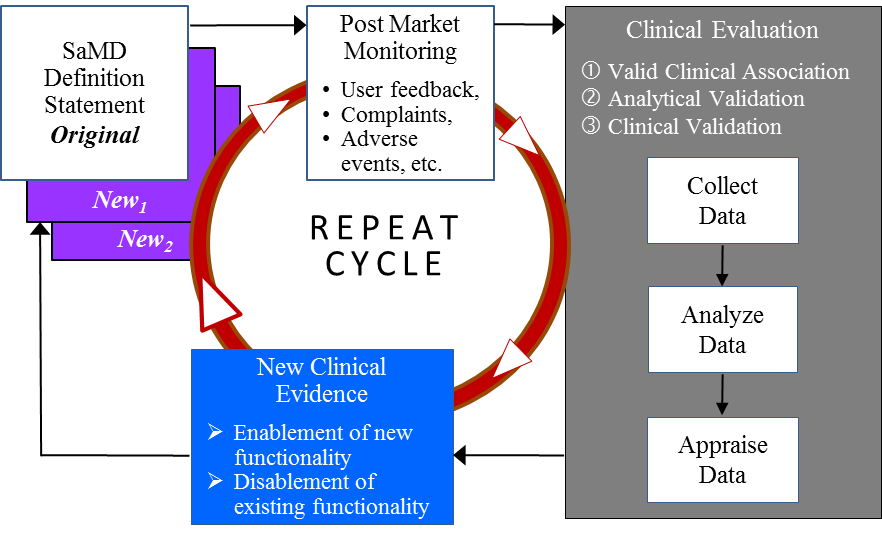 SaMD
Definition
Statement
Original
New1
New2
Post Market
Monitoring
• User feedback,
• Complaints,
• Adverse
events, etc.
REPEAT
CYCLE
New Clinical
Evidence
➢ Enablement of new
functionality
➢ Disablement of
existing functionality
Clinical Evaluation
① Valid Clinical Association
② Analytical Validation
③ Clinical Validation
Collect
Data
Analyze
Data
Appraise
Data